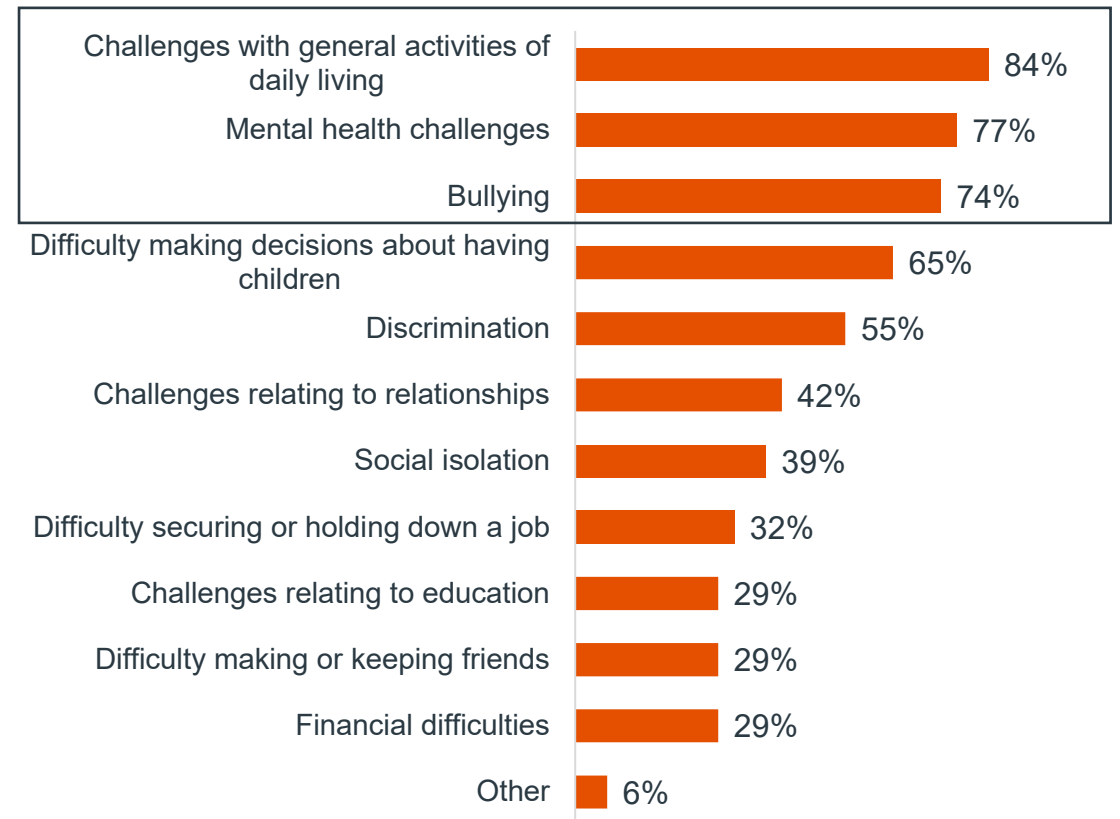 Challenges with general activities of
daily living
84%
Mental health challenges
77%
Bullying
74%
Difficulty making decisions about having
children
65%
Discrimination
55%
Challenges relating to relationships
42%
Social isolation
39%
Difficulty securing or holding down a job
32%
Challenges relating to education
29%
Difficulty making or keeping friends
29%
Financial difficulties
29%
Other
6%